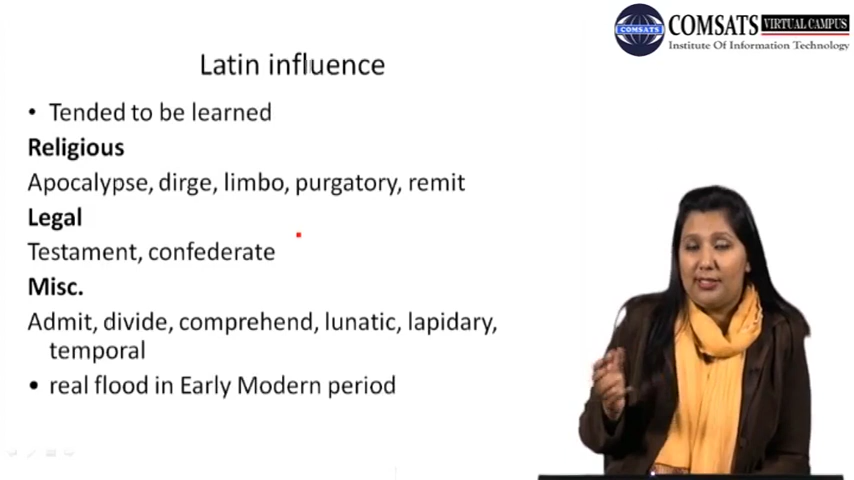 COMSATS VIRTUAL CAMPUS
COMSATS
Institute Of Information Technology
Latin influence
• Tended to be learned
Religious
Apocalypse, dirge, limbo, purgatory, remit
Legal
Testament, confederate
Misc.
Admit, divide, comprehend, lunatic, lapidary,
temporal
• real flood in Early Modern period